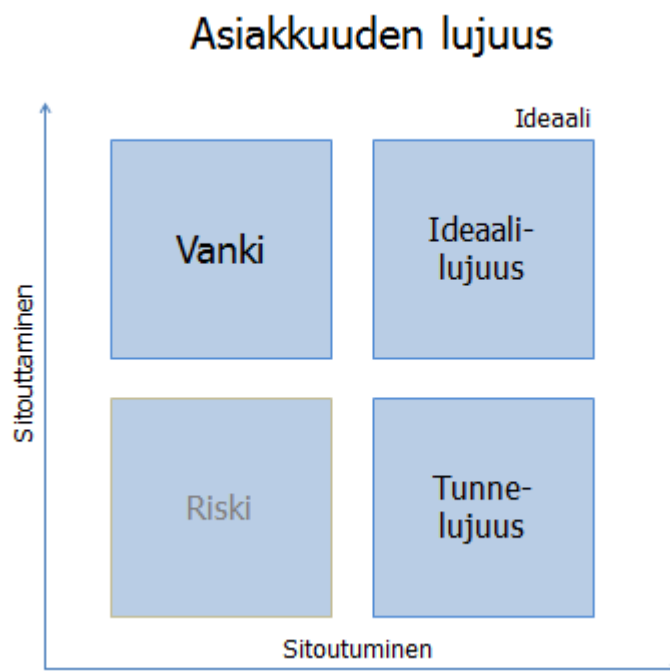 Asiakkuuden lujuus
Ideaali
Vanki
Ideaali-
lujuus
Sitouttaminen
Riski
Tunne-
lujuus
Sitoutuminen